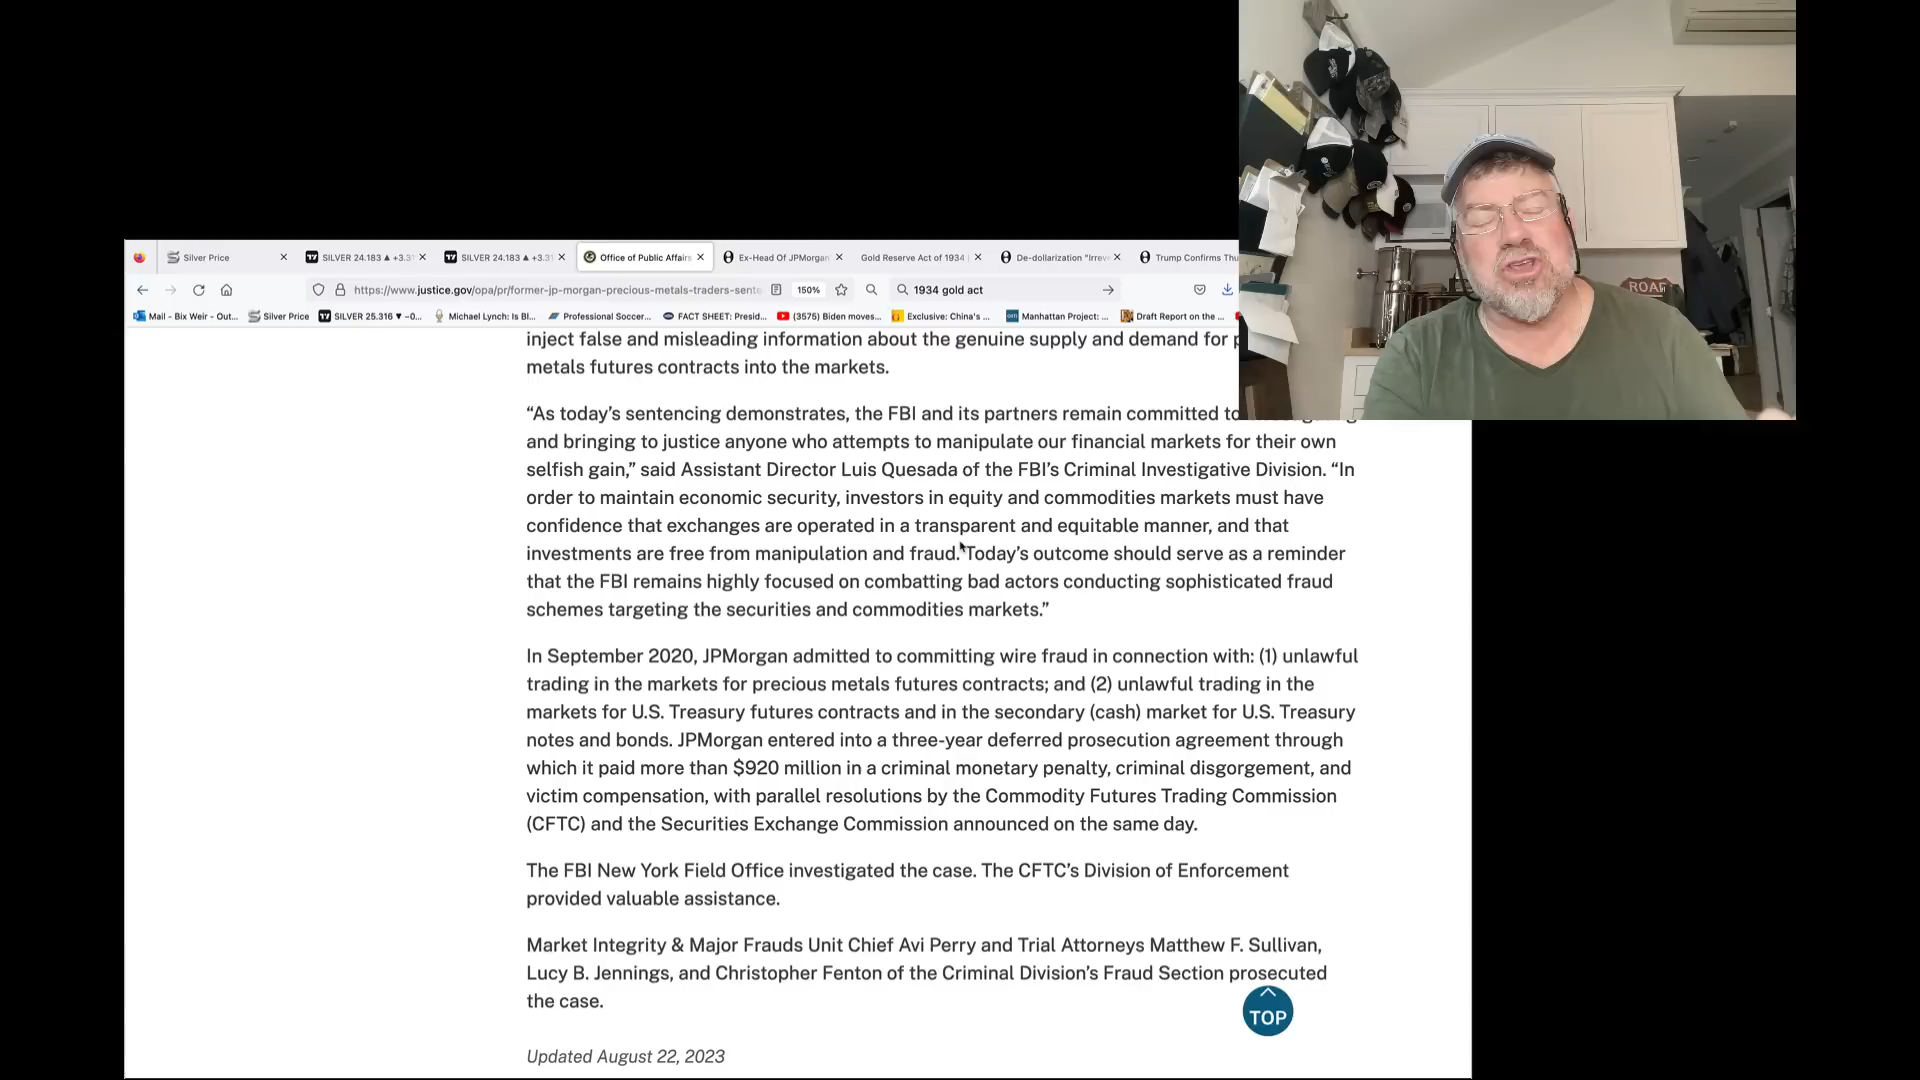 Silver Price
SILVER 24.183 ▲ +3.3
SILVER 24.183 ▲ +3.3
Office of Public Affairs
Ex-Head Of JPMorgan
Gold Reserve Act of 1934
De-dollarization "Irrev
Trump Confirms Thu
https://www.justice.gov/opa/pr/former-jp-morgan-precious-metals-traders-sente
150%
1934 gold act
Mail - Bix Weir - Out...
Silver Price
SILVER 25.316 ▼ −0...
Michael Lynch: Is Bl...
Professional Soccer...
FACT SHEET: Presid...
(3575) Biden moves...
Exclusive: China's ...
Manhattan Project: ...
Draft Report on the ...
inject false and misleading information about the genuine supply and demand for p
metals futures contracts into the markets.
“As today’s sentencing demonstrates, the FBI and its partners remain committed to
and bringing to justice anyone who attempts to manipulate our financial markets for their own
selfish gain,” said Assistant Director Luis Quesada of the FBI’s Criminal Investigative Division. “In
order to maintain economic security, investors in equity and commodities markets must have
confidence that exchanges are operated in a transparent and equitable manner, and that
investments are free from manipulation and fraud. Today’s outcome should serve as a reminder
that the FBI remains highly focused on combatting bad actors conducting sophisticated fraud
schemes targeting the securities and commodities markets.”
In September 2020, JPMorgan admitted to committing wire fraud in connection with: (1) unlawful
trading in the markets for precious metals futures contracts; and (2) unlawful trading in the
markets for U.S. Treasury futures contracts and in the secondary (cash) market for U.S. Treasury
notes and bonds. JPMorgan entered into a three-year deferred prosecution agreement through
which it paid more than $920 million in a criminal monetary penalty, criminal disgorgement, and
victim compensation, with parallel resolutions by the Commodity Futures Trading Commission
(CFTC) and the Securities Exchange Commission announced on the same day.
The FBI New York Field Office investigated the case. The CFTC’s Division of Enforcement
provided valuable assistance.
Market Integrity & Major Frauds Unit Chief Avi Perry and Trial Attorneys Matthew F. Sullivan,
Lucy B. Jennings, and Christopher Fenton of the Criminal Division’s Fraud Section prosecuted
the case.
TOP
Updated August 22, 2023
ROAR